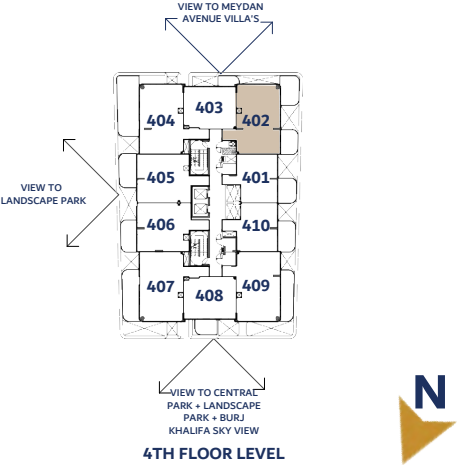 VIEW TO MEYDAN
AVENUE VILLA'S
403
404
402
405
401
VIEW TO
LANDSCAPE PARK
406
410
407
408
409
VIEW TO CENTRAL
PARK + LANDSCAPE
PARK + BURJ
KHALIFA SKY VIEW
4TH FLOOR LEVEL
N